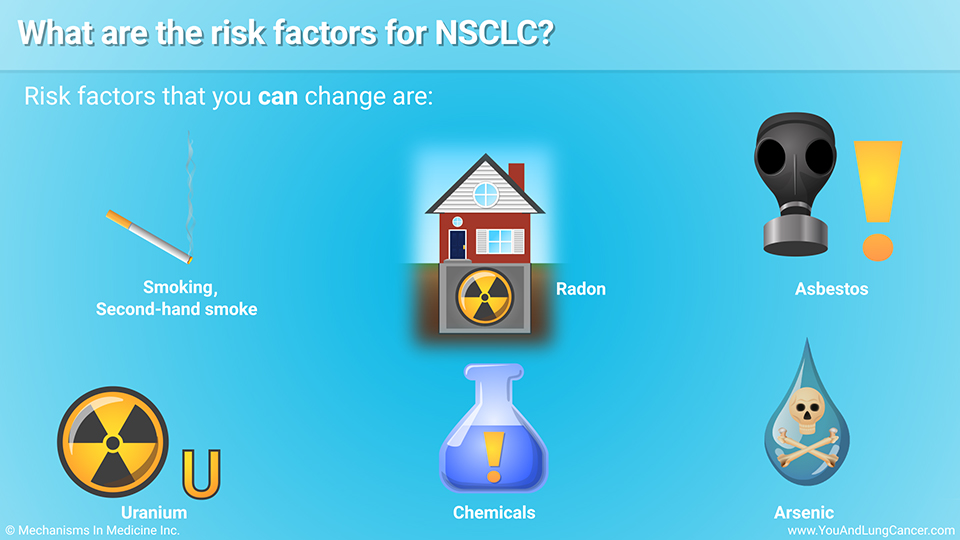 What are the risk factors for NSCLC?
Risk factors that you can change are:
Smoking,
Second-hand smoke
Radon
Asbestos
U
Uranium
Chemicals
Arsenic
© Mechanisms In Medicine Inc.
www.YouAndLungCancer.com